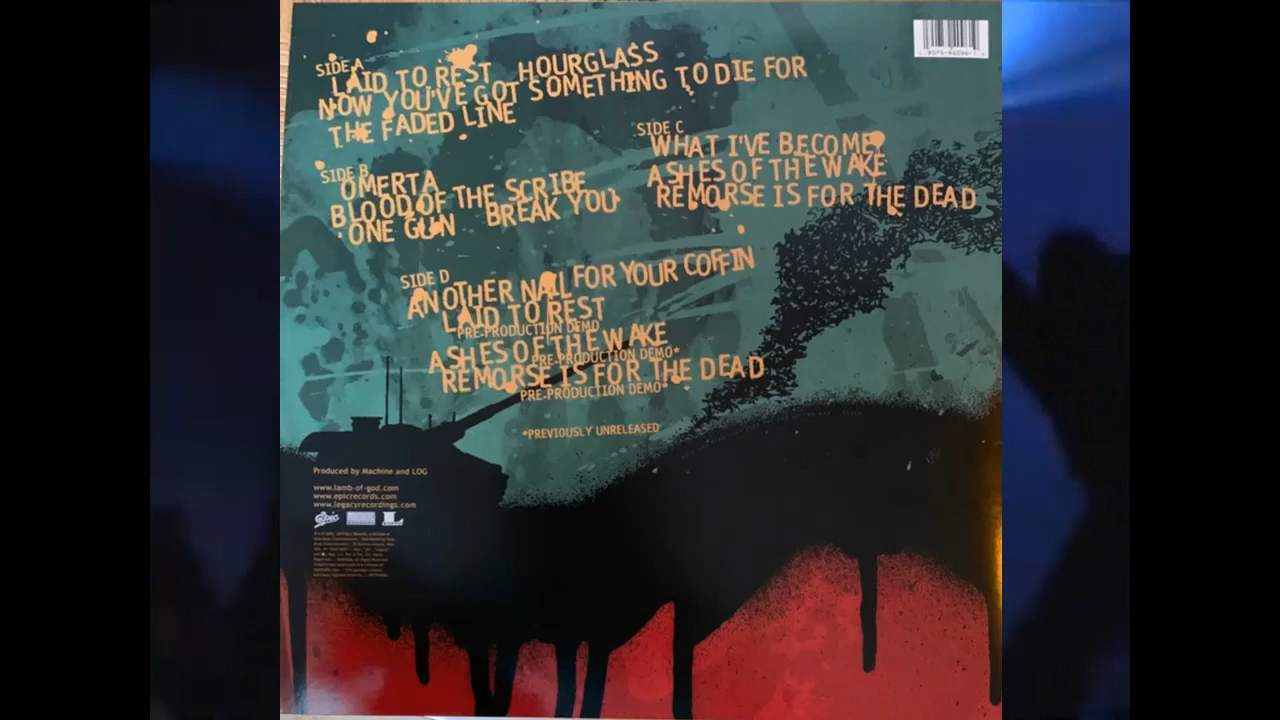 SIDE A
LAID TO REST HOURGLASS
NOW YOU'VE GOT SOMETHING TO DIE FOR
THE FADED LINE
SIDE B
OMERTA
BLOOD OF THE SCRIBE
ONE GUN BREAK YOU
SIDE C
WHAT I'VE BECOME
ASHES OF THE WAKE
REMORSE IS FOR THE DEAD
SIDE D
ANOTHER NAIL FOR YOUR COFFIN
LAID TO REST
PRE-PRODUCTION DEMO
ASHES OF THE WAKE
PRE-PRODUCTION DEMO*
REMORSE IS FOR THE DEAD
PRE-PRODUCTION DEMO*
*PREVIOUSLY UNRELEASED
Produced by Machine and LOG
www.lamb-of-god.com
www.epicrecords.com
www.legacyrecordings.com
Epic